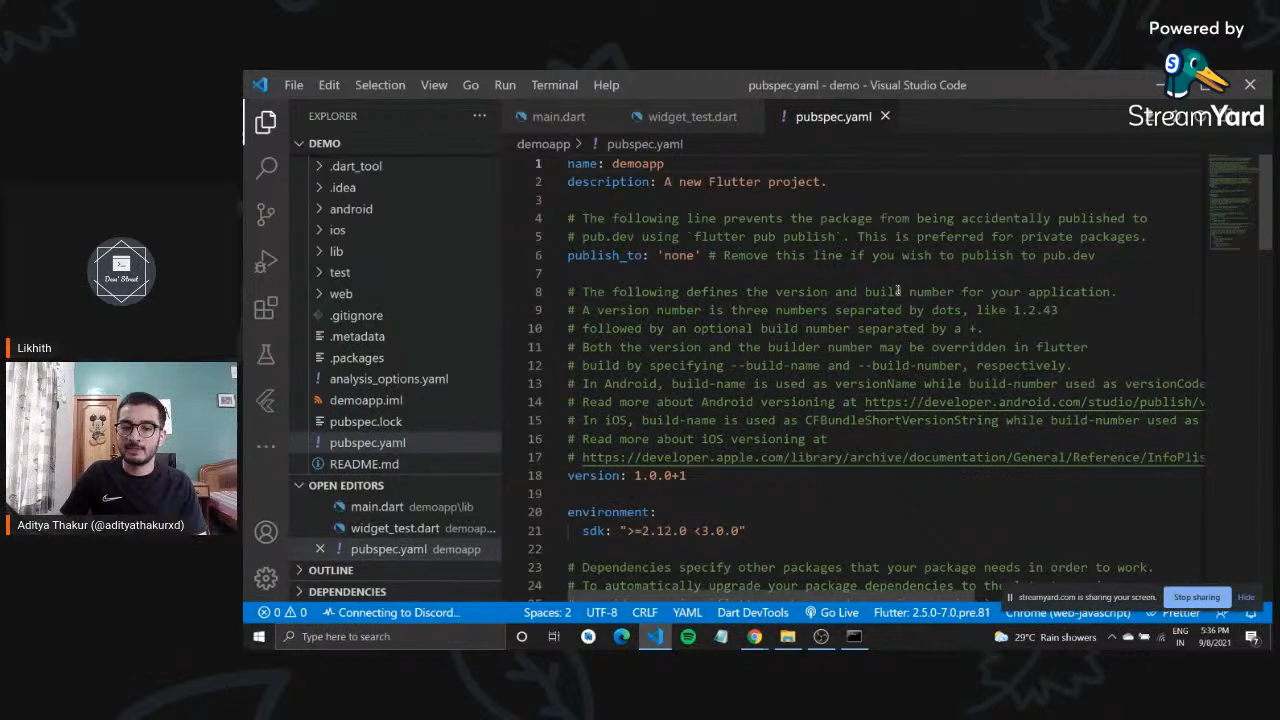 Powered by
StreamYard
File Edit Selection View Go Run Terminal Help
pubspec.yaml - demo - Visual Studio Code
EXPLORER
main.dart
widget_test.dart
pubspec.yaml
DEMO
.dart_tool
.idea
android
ios
lib
test
web
.gitignore
.metadata
.packages
analysis_options.yaml
demoapp.iml
pubspec.lock
pubspec.yaml
README.md
OPEN EDITORS
main.dart demoapp\lib
widget_test.dart demoap...
pubspec.yaml demoapp
OUTLINE
DEPENDENCIES
demoapp > pubspec.yaml
1 name: demoapp
2 description: A new Flutter project.
3
4 # The following line prevents the package from being accidentally published to
5 # pub.dev using `flutter pub publish`. This is preferred for private packages.
6 publish_to: 'none' # Remove this line if you wish to publish to pub.dev
7
8 # The following defines the version and build number for your application.
9 # A version number is three numbers separated by dots, like 1.2.43
10 # followed by an optional build number separated by a +.
11 # Both the version and the builder number may be overridden in flutter
12 # build by specifying --build-name and --build-number, respectively.
13 # In Android, build-name is used as versionName while build-number used as versionCode
14 # Read more about Android versioning at https://developer.android.com/studio/publish/v
15 # In iOS, build-name is used as CFBundleShortVersionString while build-number used as
16 # Read more about iOS versioning at
17 # https://developer.apple.com/library/archive/documentation/General/Reference/InfoPlis
18 version: 1.0.0+1
19
20 environment:
21 sdk: ">=2.12.0 <3.0.0"
22
23 # Dependencies specify other packages that your package needs in order to work.
24 # To automatically upgrade your package dependencies to the
streamyard.com is sharing your screen.
Stop sharing
Hide
0 0 Connecting to Discord... Spaces: 2 UTF-8 CRLF YAML Dart DevTools Go Live Flutter: 2.5.0-7.0.pre.81 Chrome (web-javascript) Prettier
Type here to search
29°C Rain showers
ENG
IN
5:36 PM
9/8/2021
7
Devs' Street
Likhith
Aditya Thakur (@adityathakurxd)